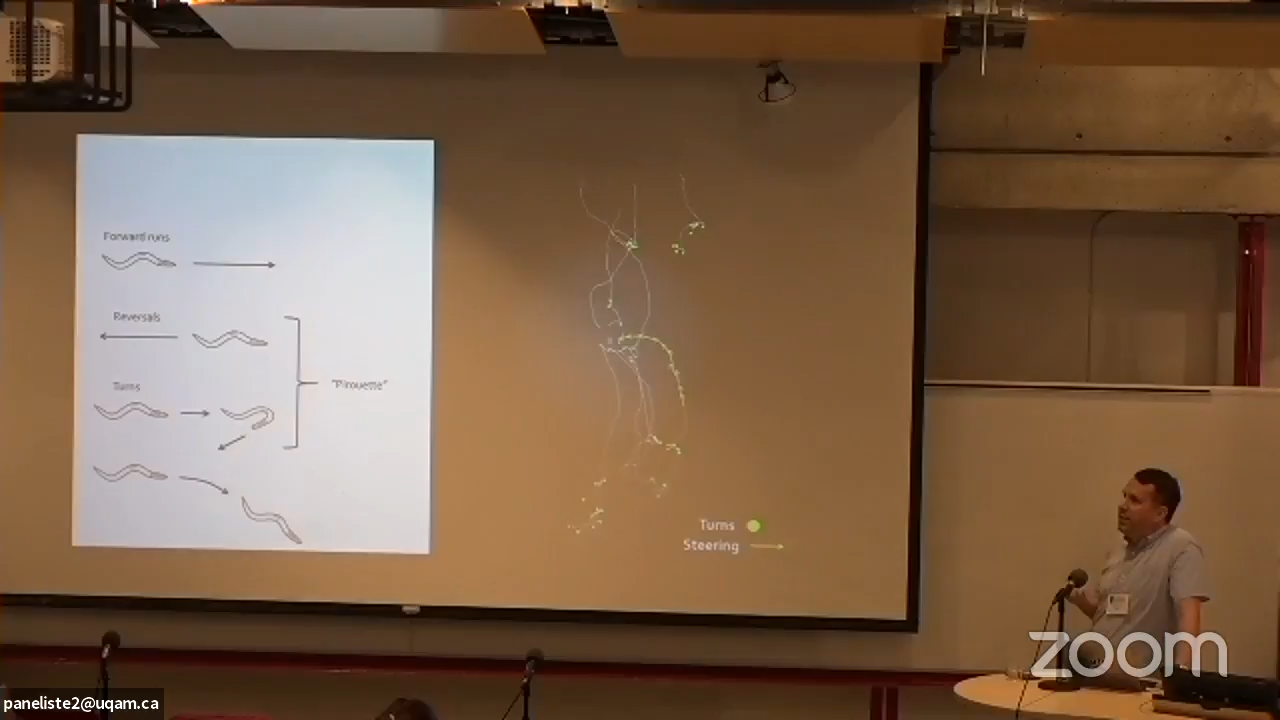 Forward runs
Reversals
Turns
"Pirouette"
Turns
Steering
zoom
paneliste2@uqam.ca